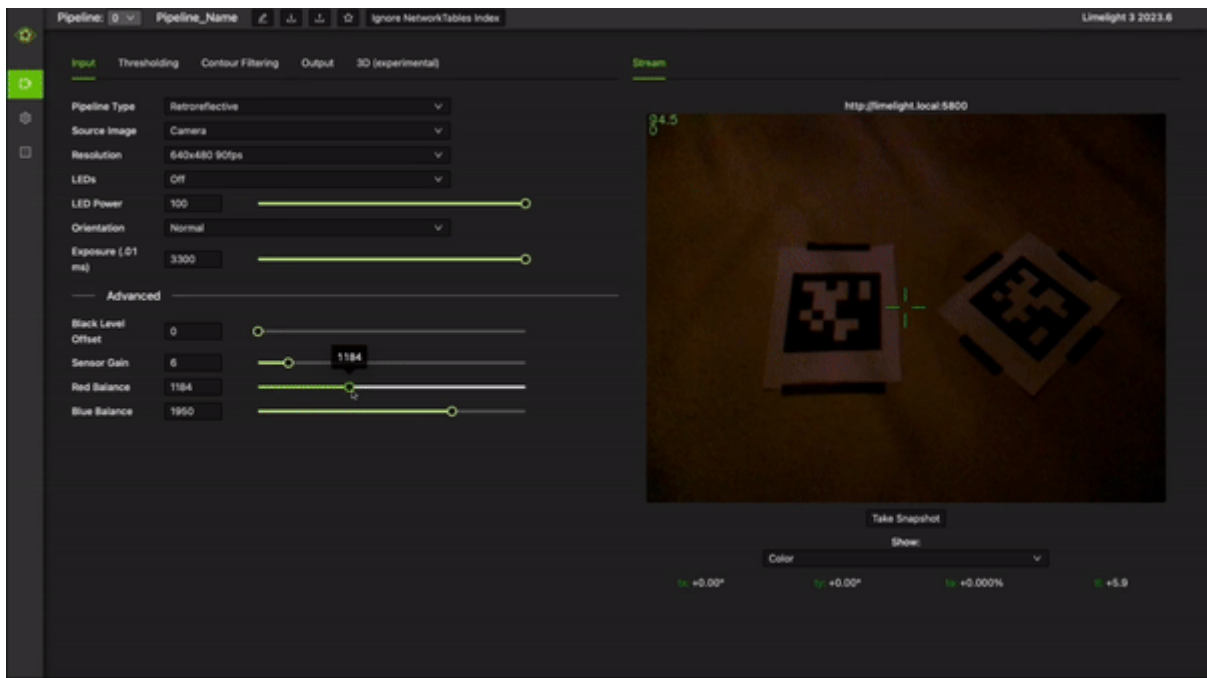 Pipeline: 0 Pipeline_Name Ignore NetworkTables Index Limelight 3 2023.6
Input Thresholding Contour Filtering Output 3D (experimental)
Pipeline Type Retroreflective
Source Image Camera
Resolution 640x480 90fps
LEDs Off
LED Power 100
Orientation Normal
Exposure (.01
ms) 3300
Advanced
Black Level
Offset 0
Sensor Gain 6
1184
Red Balance 1184
Blue Balance 1950
Stream
http://limelight.local:5800
94.5
0
Take Snapshot
Show:
Color
tx: +0.00° ty: +0.00° ta: +0.000% tl: +5.9